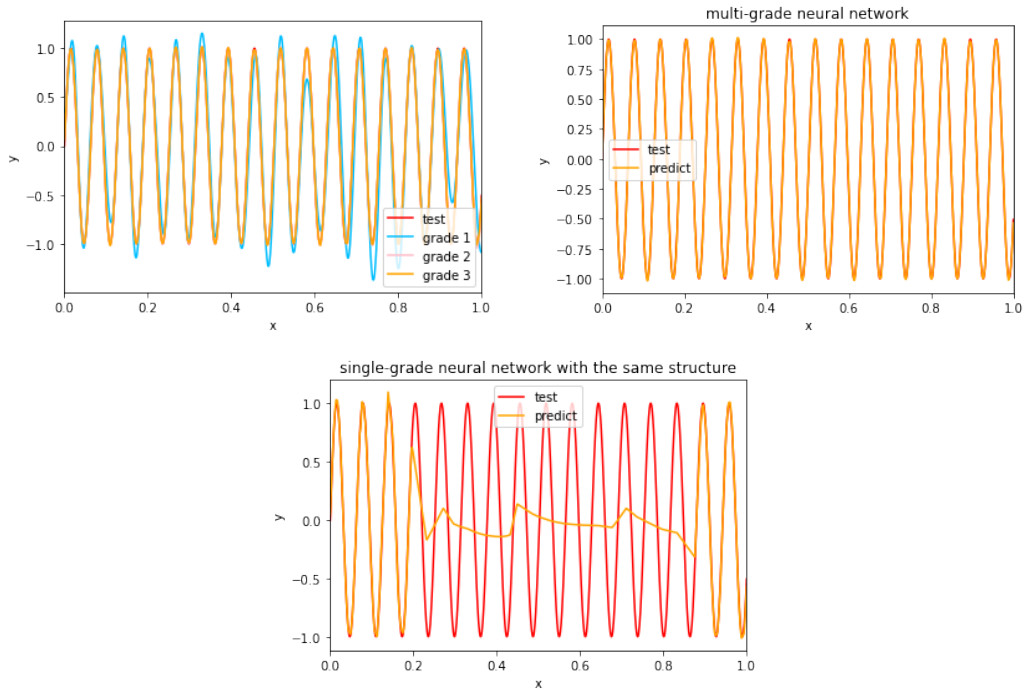 1.0
0.5
0.0
−0.5
−1.0
y
0.0 0.2 0.4 0.6 0.8 1.0
x
test
grade 1
grade 2
grade 3
multi-grade neural network
1.00
0.75
0.50
0.25
0.00
−0.25
−0.50
−0.75
−1.00
y
0.0 0.2 0.4 0.6 0.8 1.0
x
test
predict
single-grade neural network with the same structure
1.0
0.5
0.0
−0.5
−1.0
y
0.0 0.2 0.4 0.6 0.8 1.0
x
test
predict